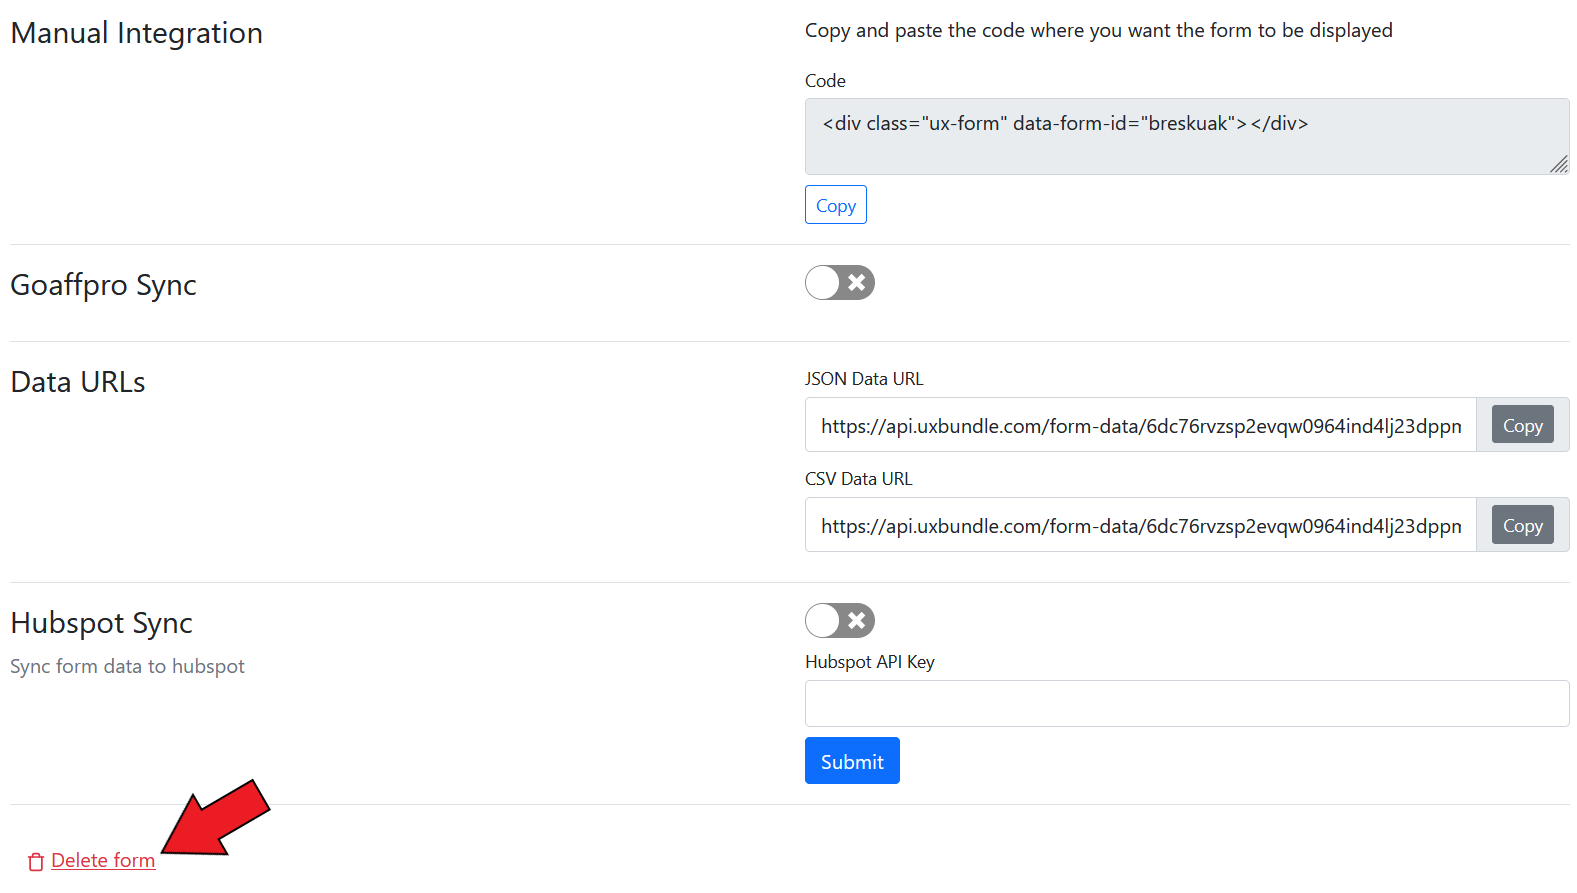 Manual Integration
Copy and paste the code where you want the form to be displayed
Code
<div class="ux-form" data-form-id="breskuak"></div>
Copy
Goaffpro Sync
Data URLs
JSON Data URL
https://api.uxbundle.com/form-data/6dc76rvzsp2evqw0964ind4lj23dppn
Copy
CSV Data URL
https://api.uxbundle.com/form-data/6dc76rvzsp2evqw0964ind4lj23dppn
Copy
Hubspot Sync
Sync form data to hubspot
Hubspot API Key
Submit
Delete form